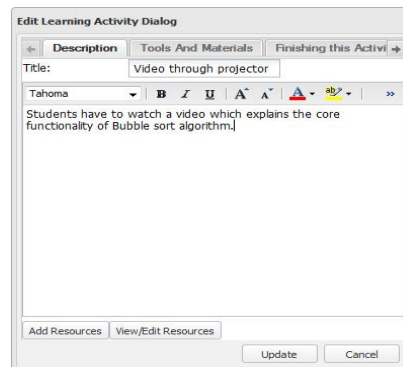 Edit Learning Activity Dialog
Description Tools And Materials Finishing this Activi
Title: Video through projector
Tahoma B I U A A A ab
Students have to watch a video which explains the core
functionality of Bubble sort algorithm.
Add Resources View/Edit Resources
Update Cancel